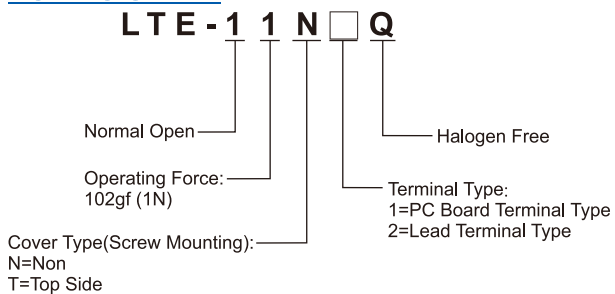 LTE-11N□Q
Normal Open
Halogen Free
Operating Force:
102gf (1N)
Terminal Type:
1=PC Board Terminal Type
2=Lead Terminal Type
Cover Type(Screw Mounting):
N=Non
T=Top Side